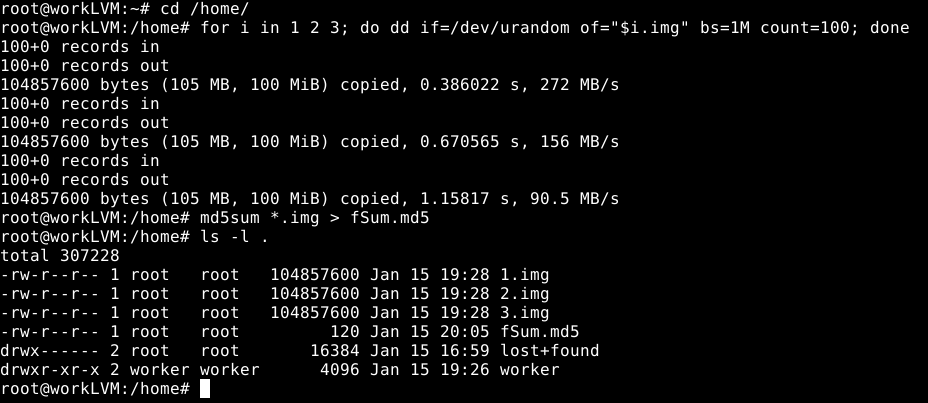 root@workLVM:~# cd /home/
root@workLVM:/home# for i in 1 2 3; do dd if=/dev/urandom of="$i.img" bs=1M count=100; done
100+0 records in
100+0 records out
104857600 bytes (105 MB, 100 MiB) copied, 0.386022 s, 272 MB/s
100+0 records in
100+0 records out
104857600 bytes (105 MB, 100 MiB) copied, 0.670565 s, 156 MB/s
100+0 records in
100+0 records out
104857600 bytes (105 MB, 100 MiB) copied, 1.15817 s, 90.5 MB/s
root@workLVM:/home# md5sum *.img > fSum.md5
root@workLVM:/home# ls -l .
total 307228
-rw-r--r-- 1 root   root   104857600 Jan 15 19:28 1.img
-rw-r--r-- 1 root   root   104857600 Jan 15 19:28 2.img
-rw-r--r-- 1 root   root   104857600 Jan 15 19:28 3.img
-rw-r--r-- 1 root   root         120 Jan 15 20:05 fSum.md5
drwx------ 2 root   root       16384 Jan 15 16:59 lost+found
drwxr-xr-x 2 worker worker      4096 Jan 15 19:26 worker
root@workLVM:/home#